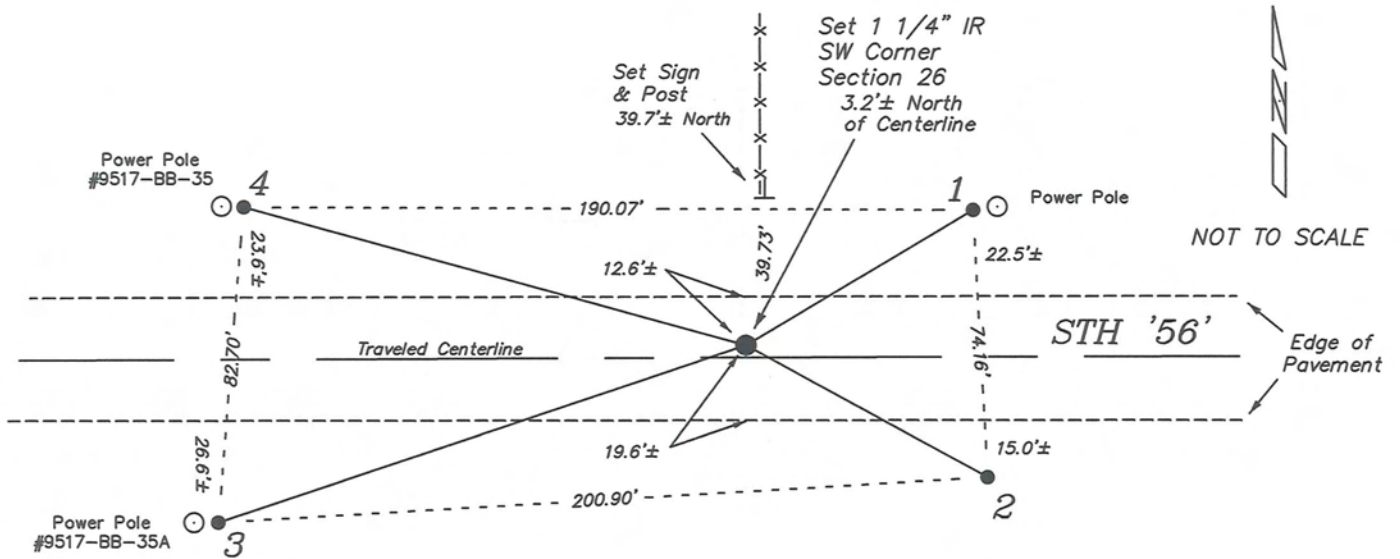 Set 1 1/4" IR
SW Corner
Section 26
3.2'± North
of Centerline
Set Sign
& Post
39.7'± North
N
Power Pole
#9517-BB-35
4
190.07'
1
Power Pole
NOT TO SCALE
23.6'±
12.6'±
39.73'
22.5'±
STH '56'
Traveled Centerline
82.70'
74.16'
Edge of
Pavement
26.6'±
19.6'±
15.0'±
200.90'
2
Power Pole
#9517-BB-35A
3